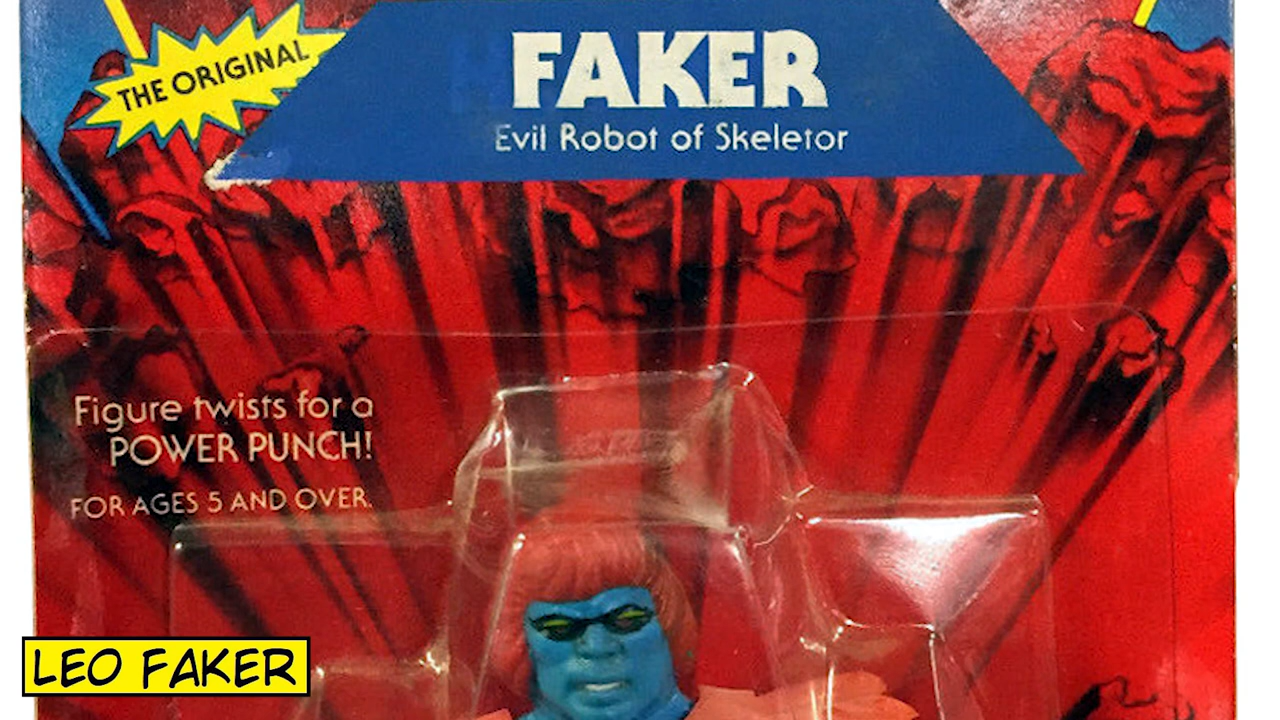 THE ORIGINAL
FAKER
Evil Robot of Skeletor
Figure twists for a
POWER PUNCH!
FOR AGES 5 AND OVER.
LEO FAKER